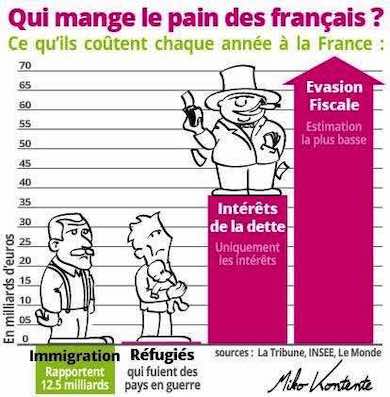 Qui mange le pain des français ?
Ce qu'ils coûtent chaque année à la France :
70
65
60
55
50
45
40
35
30
25
20
15
10
05
0
En milliards d'euros
Evasion
Fiscale
Estimation
la plus basse
Intérêts
de la dette
Uniquement
les intérêts
Immigration
Rapportent
12.5 milliards
Réfugiés
qui fuient des
pays en guerre
sources : La Tribune, INSEE, Le Monde
Miko Kontente